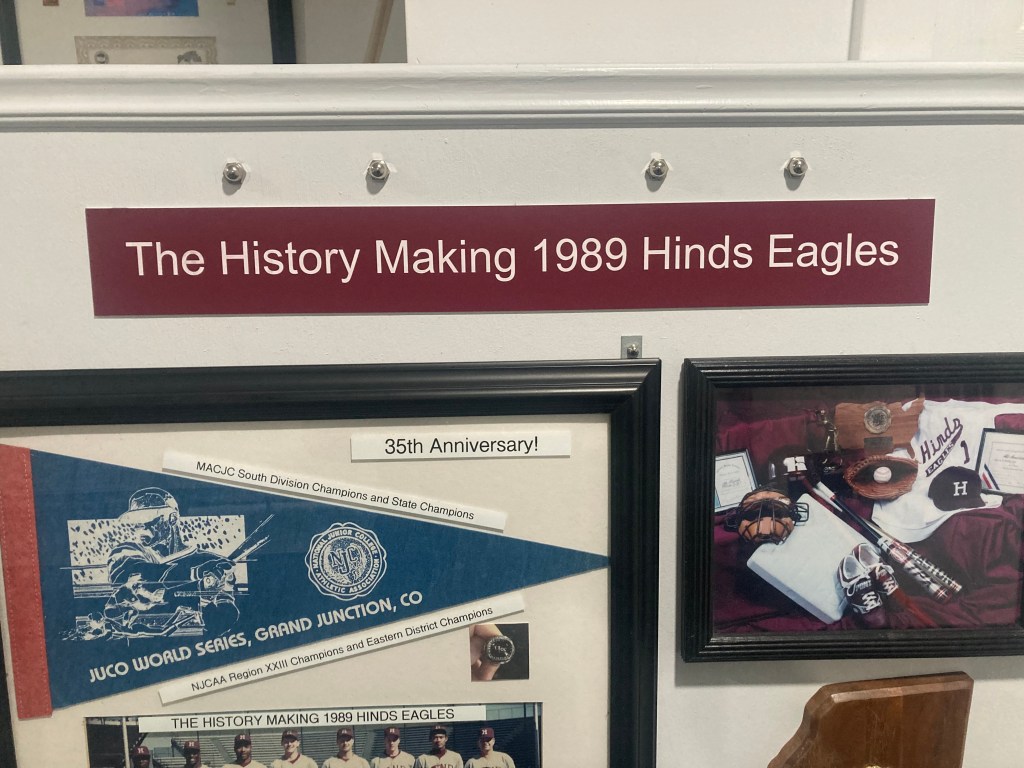 The History Making 1989 Hinds Eagles
35th Anniversary!
MACJC South Division Champions and State Champions
NATIONAL JUNIOR COLLEGE
NJC
ATHLETIC ASSOCIATION
JUCO WORLD SERIES, GRAND JUNCTION, CO
NJCAA Region XXIII Champions and Eastern District Champions
THE HISTORY MAKING 1989 HINDS EAGLES
Hinds
EAGLES
1
H
H